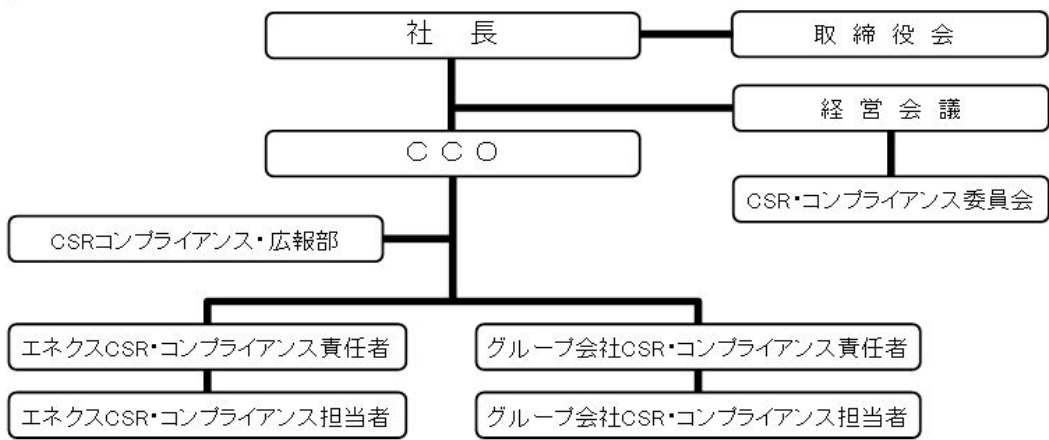 社 長
取 締 役 会
経 営 会 議
ＣＣＯ
CSR・コンプライアンス委員会
CSRコンプライアンス・広報部
エネクスCSR・コンプライアンス責任者
グループ会社CSR・コンプライアンス責任者
エネクスCSR・コンプライアンス担当者
グループ会社CSR・コンプライアンス担当者